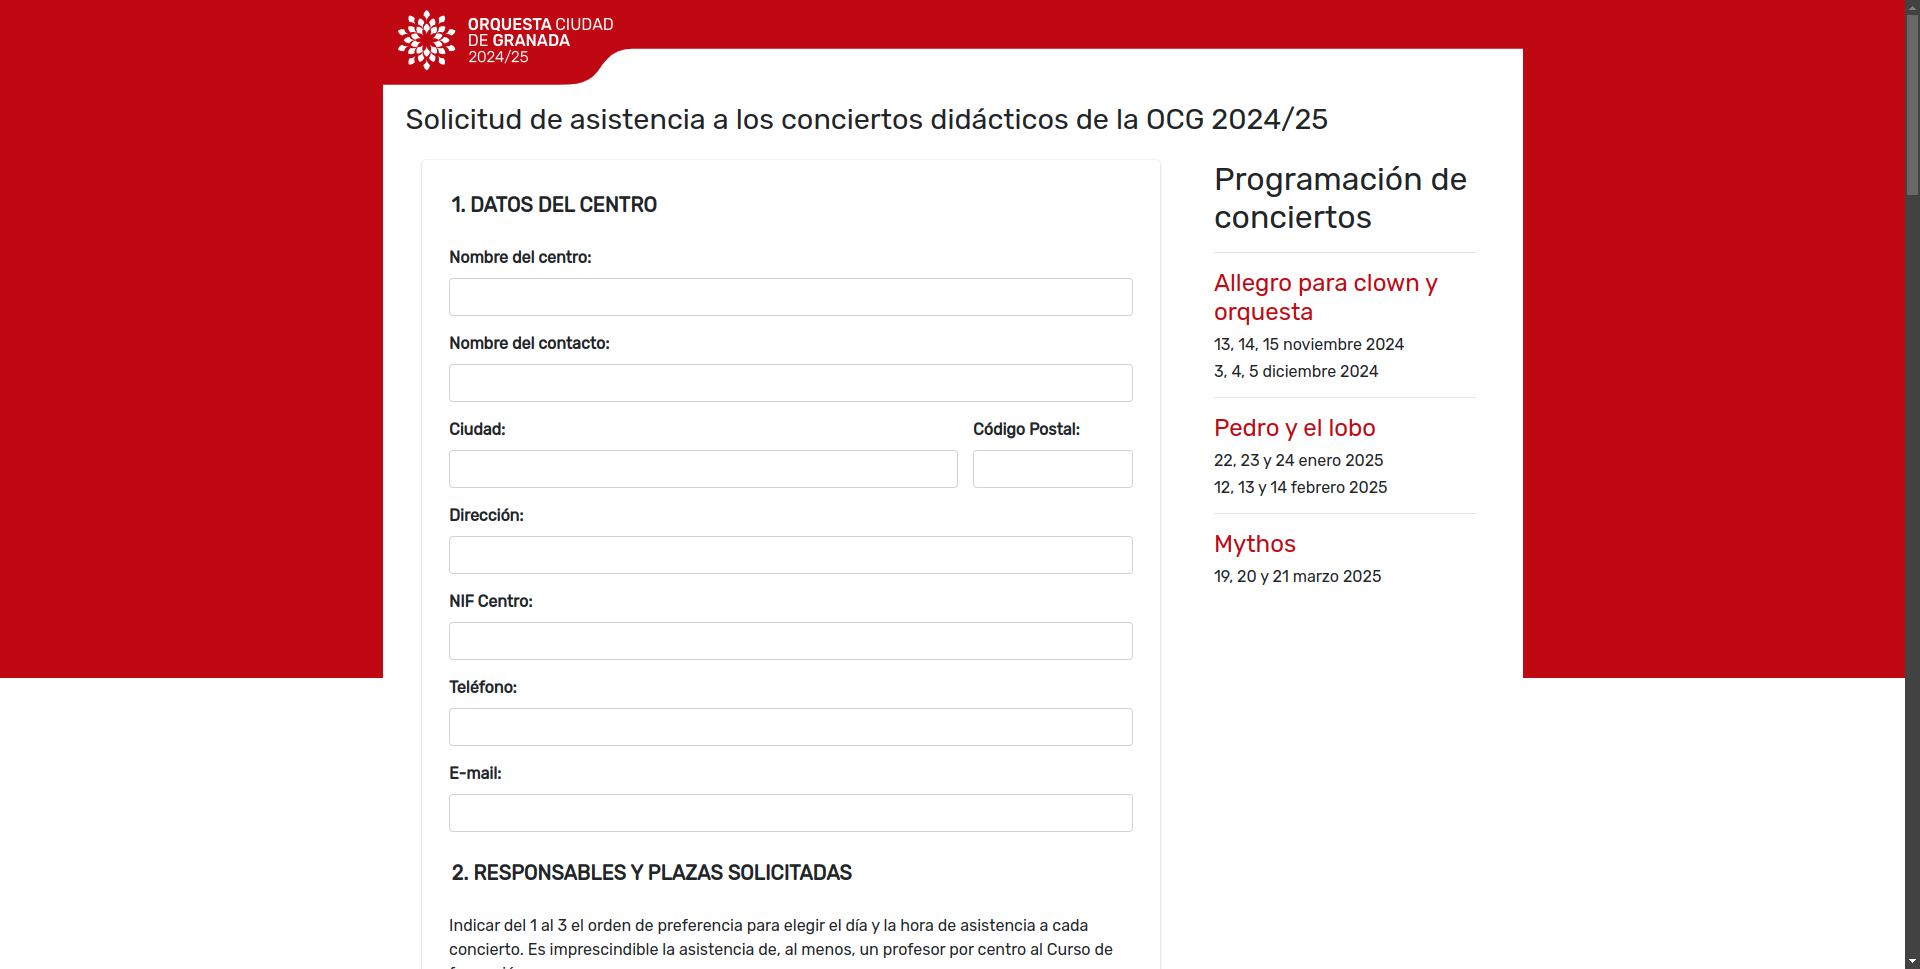 ORQUESTA CIUDAD
DE GRANADA
2024/25
Solicitud de asistencia a los conciertos didácticos de la OCG 2024/25
1. DATOS DEL CENTRO
Nombre del centro:
Nombre del contacto:
Ciudad:
Código Postal:
Dirección:
NIF Centro:
Teléfono:
E-mail:
2. RESPONSABLES Y PLAZAS SOLICITADAS
Indicar del 1 al 3 el orden de preferencia para elegir el día y la hora de asistencia a cada
concierto. Es imprescindible la asistencia de, al menos, un profesor por centro al Curso de
Programación de
conciertos
Allegro para clown y
orquesta
13, 14, 15 noviembre 2024
3, 4, 5 diciembre 2024
Pedro y el lobo
22, 23 y 24 enero 2025
12, 13 y 14 febrero 2025
Mythos
19, 20 y 21 marzo 2025